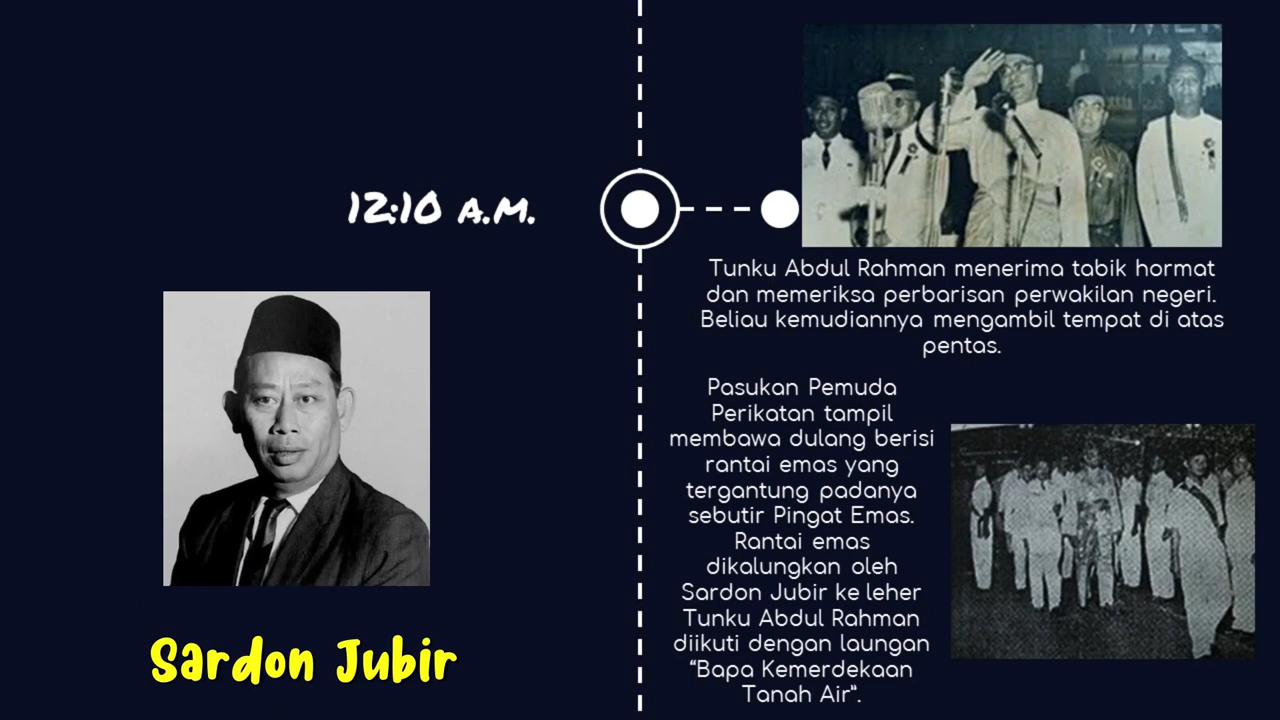 12:10 A.M.
Tunku Abdul Rahman menerima tabik hormat
dan memeriksa perbarisan perwakilan negeri.
Beliau kemudiannya mengambil tempat di atas
pentas.
Pasukan Pemuda
Perikatan tampil
membawa dulang berisi
rantai emas yang
tergantung padanya
sebutir Pingat Emas.
Rantai emas
dikalungkan oleh
Sardon Jubir ke leher
Tunku Abdul Rahman
diikuti dengan laungan
“Bapa Kemerdekaan
Tanah Air”.
Sardon Jubir